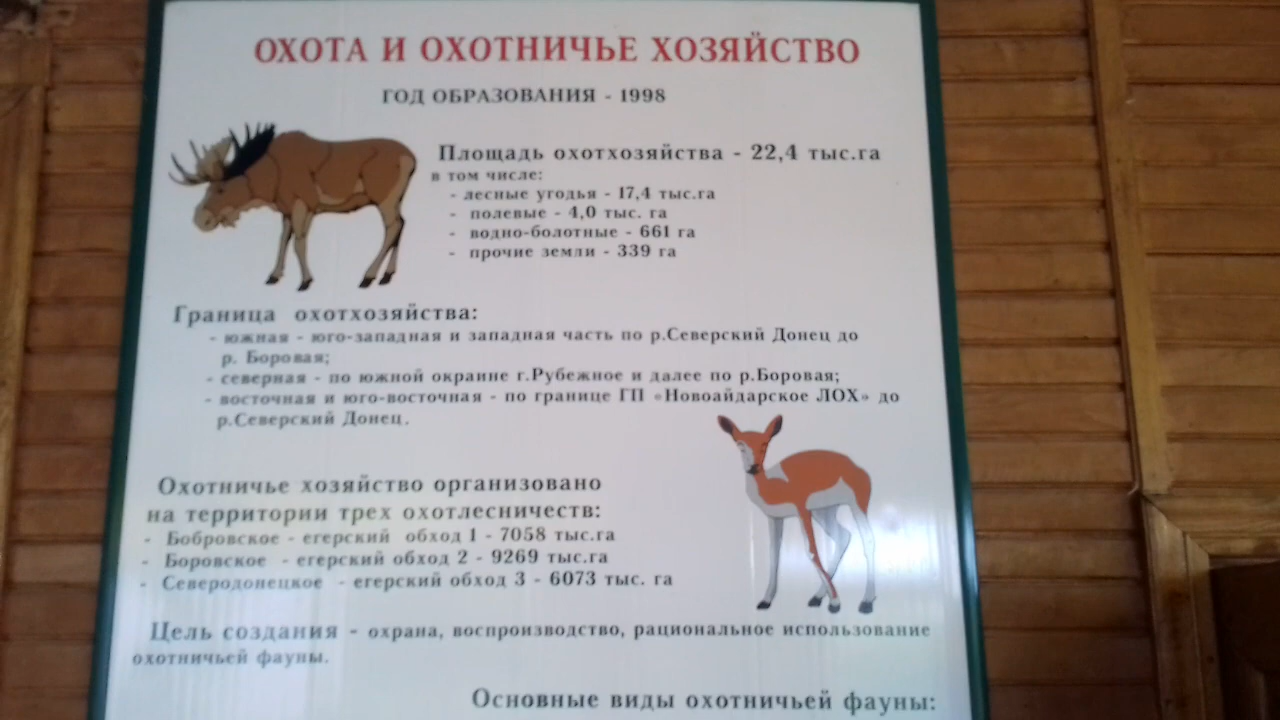 ОХОТА И ОХОТНИЧЬЕ ХОЗЯЙСТВО
ГОД ОБРАЗОВАНИЯ - 1998
Площадь охотхозяйства - 22,4 тыс.га
в том числе:
- лесные угодья - 17,4 тыс.га
- полевые - 4,0 тыс. га
- водно-болотные - 661 га
- прочие земли - 339 га
Граница охотхозяйства:
- южная - юго-западная и западная часть по р.Северский Донец до
р. Боровая;
- северная - по южной окраине г.Рубежное и далее по р.Боровая;
- восточная и юго-восточная - по границе ГП «Новоайдарское ЛОХ» до
р.Северский Донец.
Охотничье хозяйство организовано
на территории трех охотлесничеств:
- Бобровское - егерский обход 1 - 7058 тыс.га
- Боровское - егерский обход 2 - 9269 тыс.га
- Северодонецкое - егерский обход 3 - 6073 тыс. га
Цель создания - охрана, воспроизводство, рациональное использование
охотничьей фауны.
Основные виды охотничьей фауны: